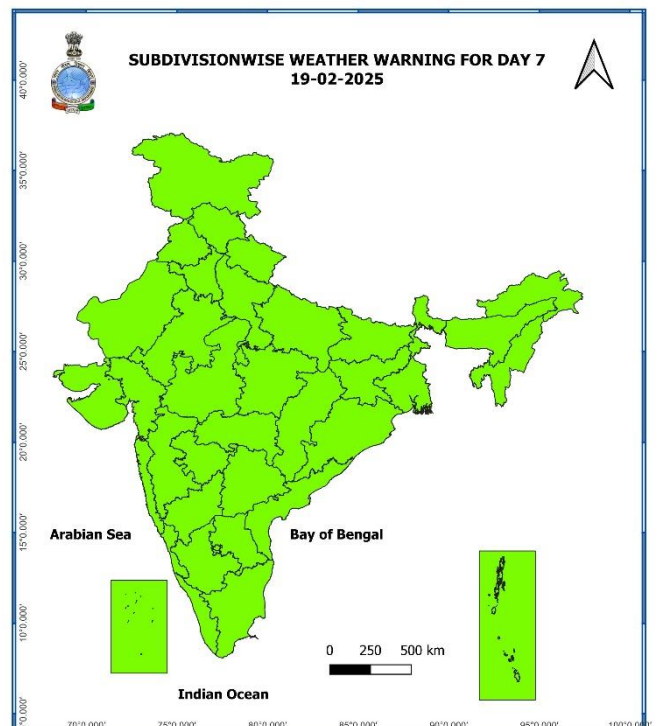 SUBDIVISIONWISE WEATHER WARNING FOR DAY 7
19-02-2025
40°0.000'
35°0.000'
30°0.000'
25°0.000'
20°0.000'
15°0.000'
10°0.000'
Arabian Sea
Bay of Bengal
0 250 500 km
Indian Ocean
70°0.000' 75°0.000' 80°0.000' 85°0.000' 90°0.000' 95°0.000' 100°0.000'